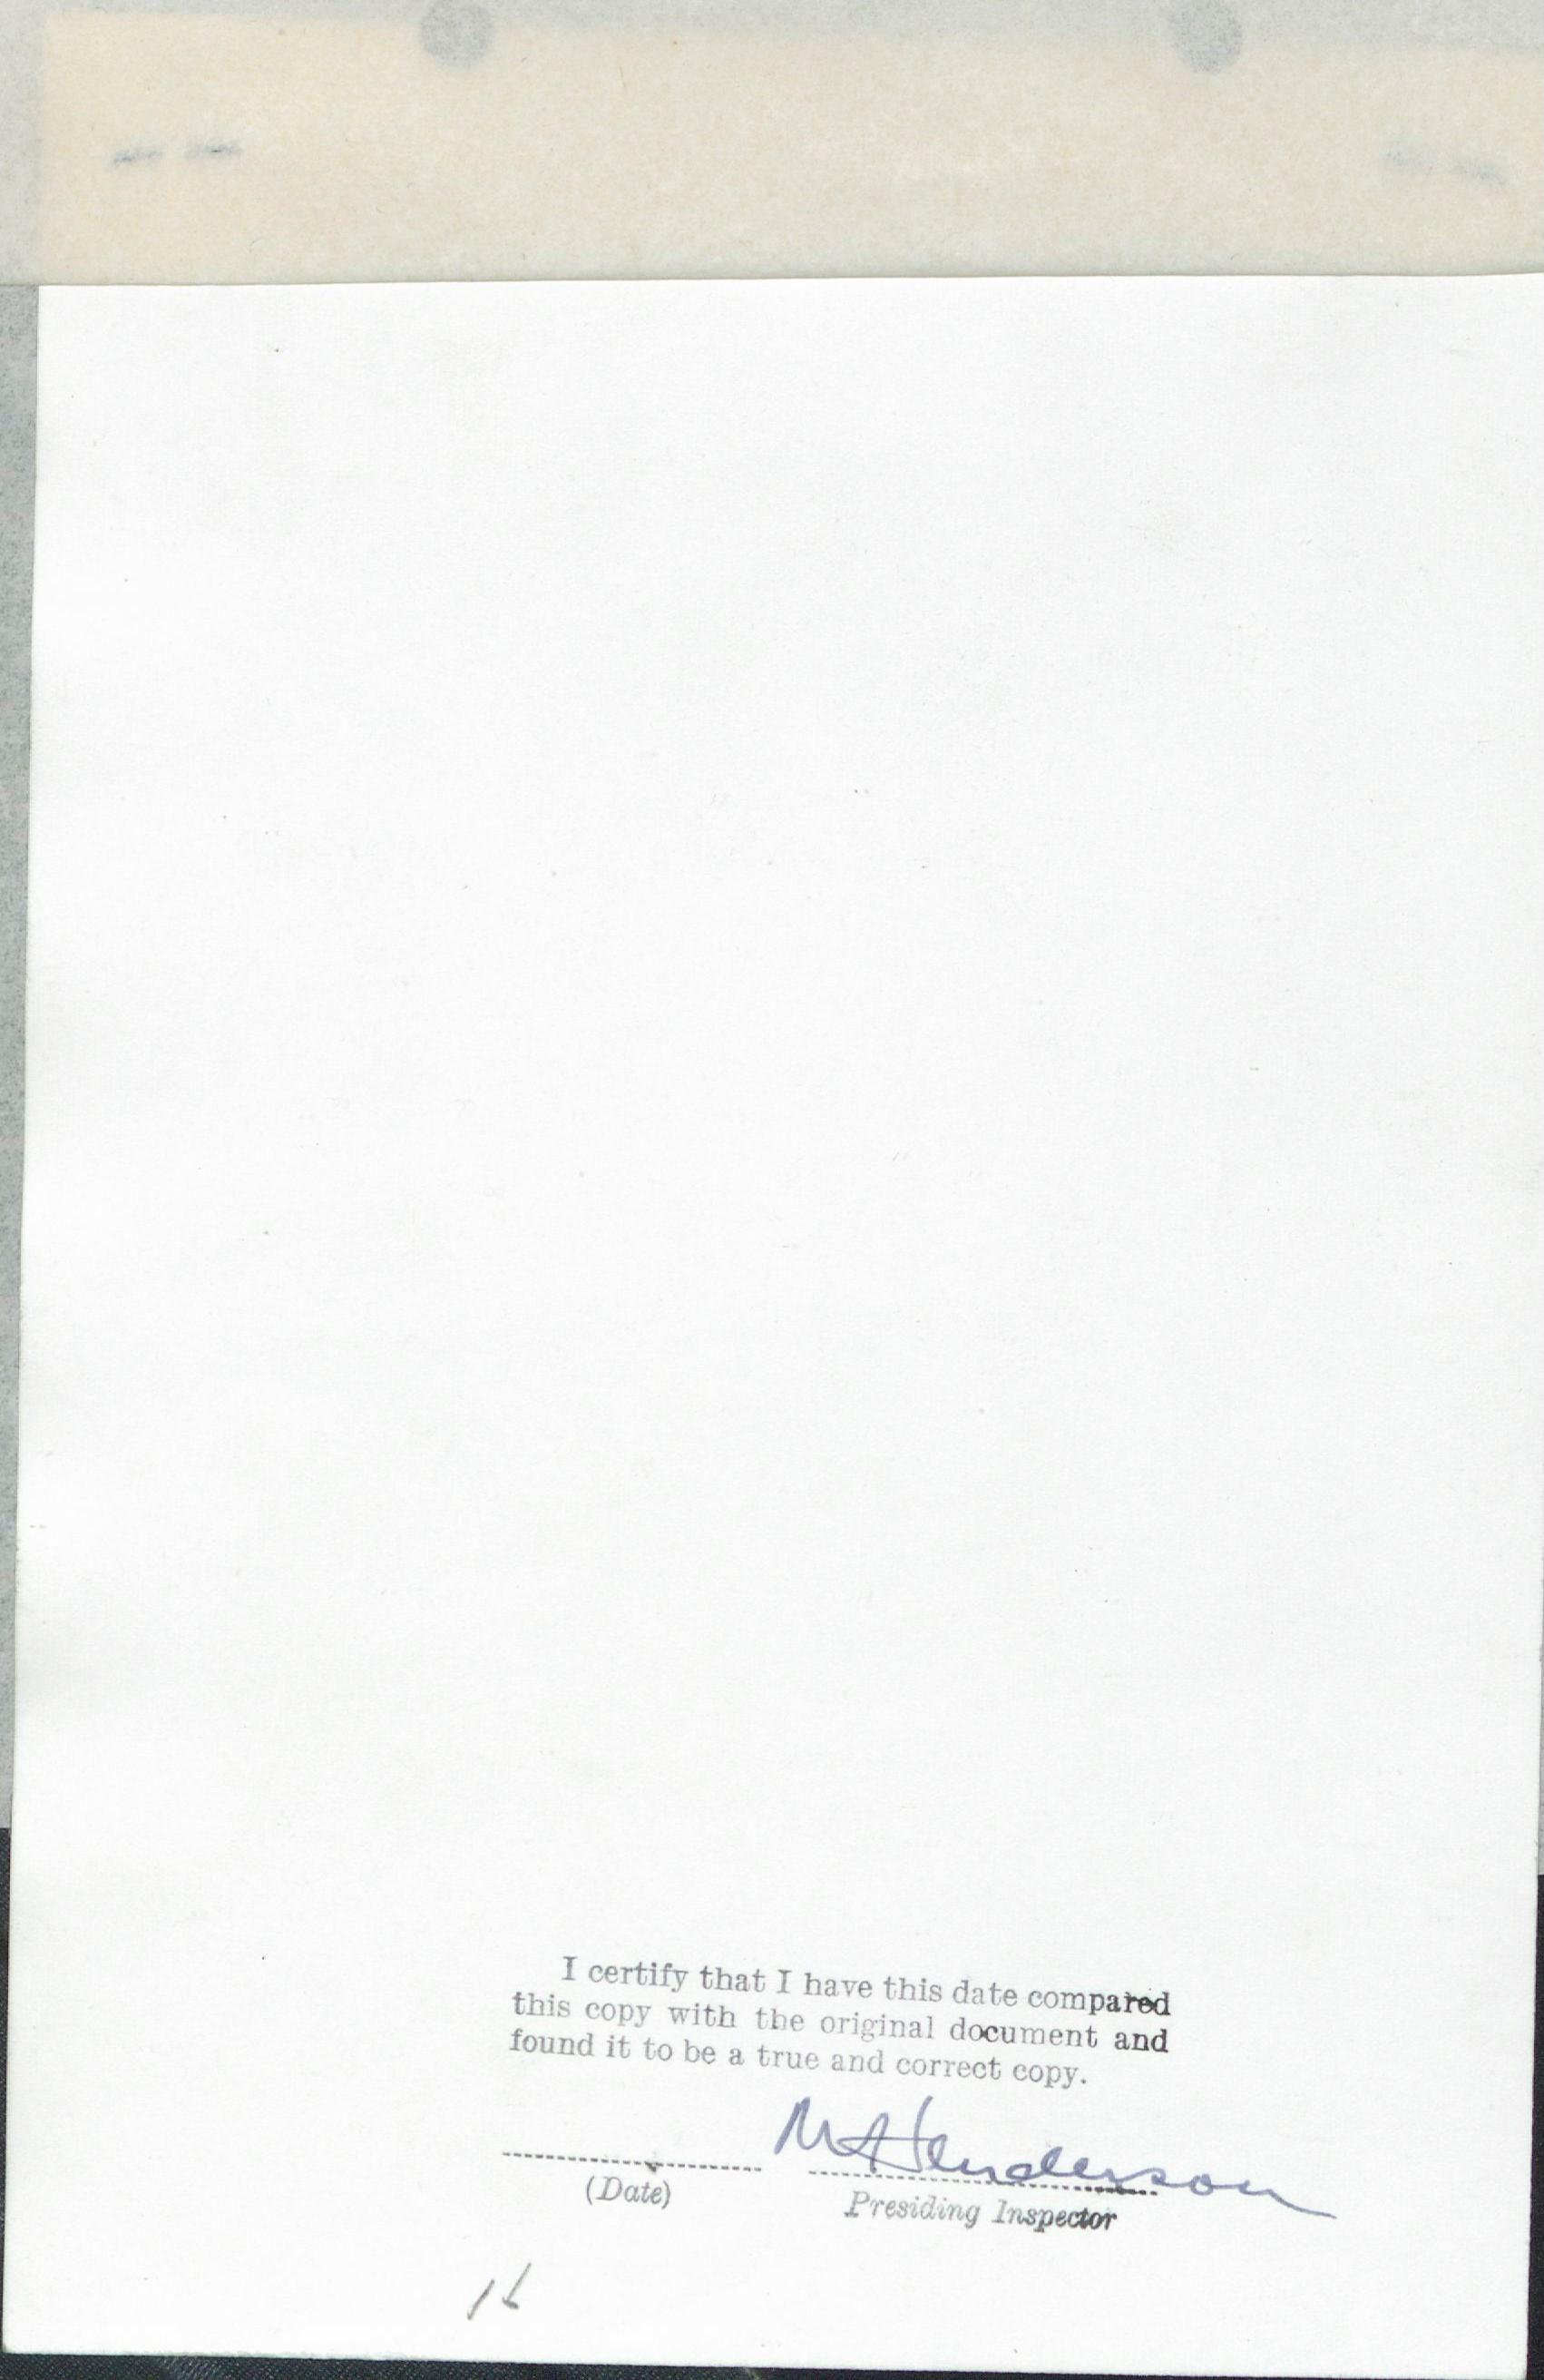 I certify that I have this date compared
this copy with the original document and
found it to be a true and correct copy.
Henderson
(Date)
Presiding Inspector